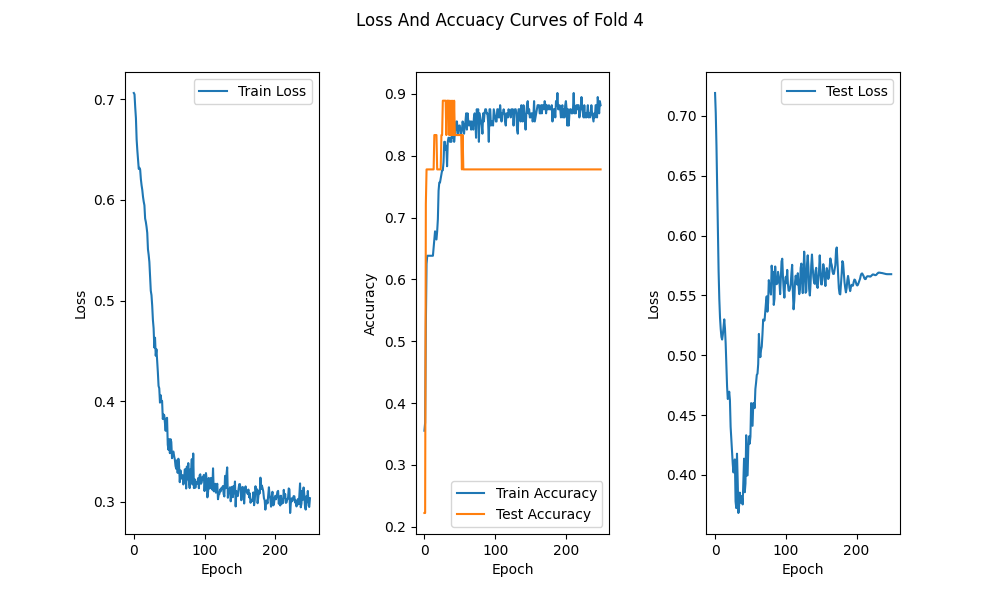 Loss And Accuacy Curves of Fold 4
Train Loss
0.7
0.6
0.5
0.4
0.3
Loss
0 100 200
Epoch
0.9
0.8
0.7
0.6
0.5
0.4
0.3
0.2
Accuracy
Train Accuracy
Test Accuracy
0 100 200
Epoch
Test Loss
0.70
0.65
0.60
0.55
0.50
0.45
0.40
Loss
0 100 200
Epoch